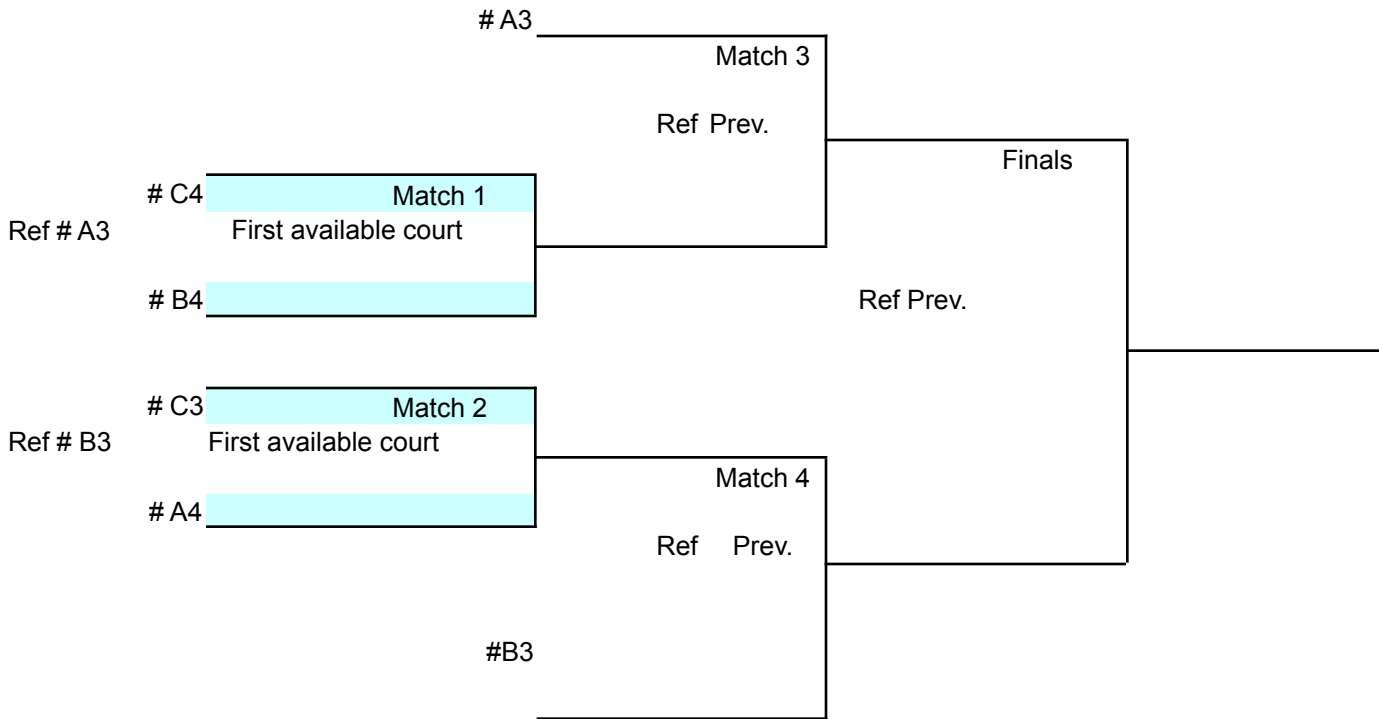 # A3
Match 3
Ref Prev.
Finals
# C4
Match 1
Ref # A3
First available court
# B4
Ref Prev.
# C3
Match 2
Ref # B3
First available court
Match 4
# A4
Ref Prev.
#B3